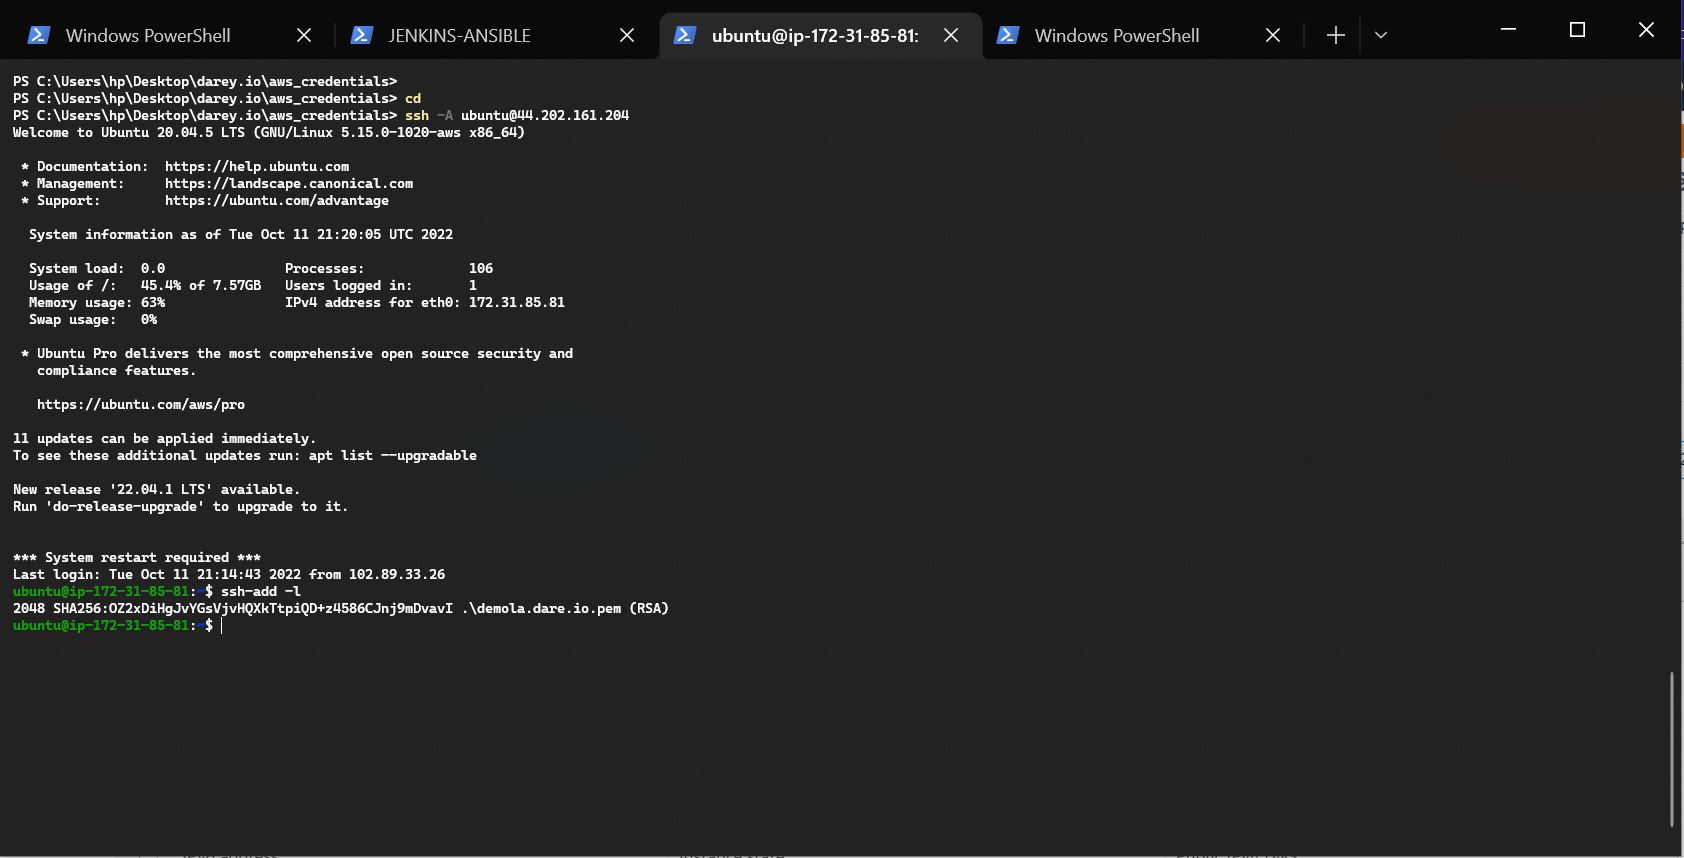 Windows PowerShell
JENKINS-ANSIBLE
ubuntu@ip-172-31-85-81:
Windows PowerShell
PS C:\Users\hp\Desktop\darey.io\aws_credentials>
PS C:\Users\hp\Desktop\darey.io\aws_credentials> cd
PS C:\Users\hp\Desktop\darey.io\aws_credentials> ssh -A ubuntu@44.202.161.204
Welcome to Ubuntu 20.04.5 LTS (GNU/Linux 5.15.0-1020-aws x86_64)
* Documentation:  https://help.ubuntu.com
* Management:     https://landscape.canonical.com
* Support:        https://ubuntu.com/advantage
System information as of Tue Oct 11 21:20:05 UTC 2022
System load:  0.0               Processes:             106
Usage of /:   45.4% of 7.57GB   Users logged in:       1
Memory usage: 63%               IPv4 address for eth0: 172.31.85.81
Swap usage:   0%
* Ubuntu Pro delivers the most comprehensive open source security and
compliance features.
https://ubuntu.com/aws/pro
11 updates can be applied immediately.
To see these additional updates run: apt list --upgradable
New release '22.04.1 LTS' available.
Run 'do-release-upgrade' to upgrade to it.
*** System restart required ***
Last login: Tue Oct 11 21:14:43 2022 from 102.89.33.26
ubuntu@ip-172-31-85-81:~$ ssh-add -l
2048 SHA256:OZ2xDiHgJvYGsVjvHQXkTtpiQD+z4586CJnj9mDvavI .\demola.dare.io.pem (RSA)
ubuntu@ip-172-31-85-81:~$